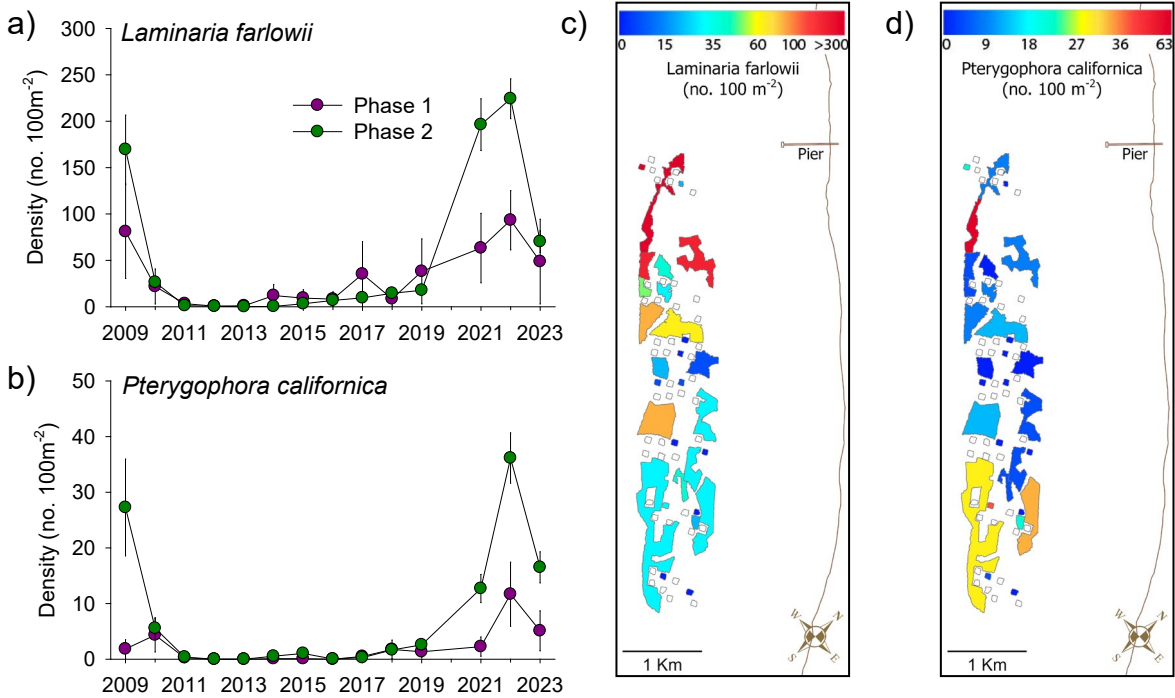 a)
Laminaria farlowii
300
250
200
150
100
50
0
Density (no. 100m-2)
Phase 1
Phase 2
2009 2011 2013 2015 2017 2019 2021 2023
b)
Pterygophora californica
50
40
30
20
10
0
Density (no. 100m-2)
2009 2011 2013 2015 2017 2019 2021 2023
c)
0 15 35 60 100 >300
Laminaria farlowii
(no. 100 m-2)
Pier
N
W
E
S
1 Km
d)
0 9 18 27 36 63
Pterygophora californica
(no. 100 m-2)
Pier
N
W
E
S
1 Km